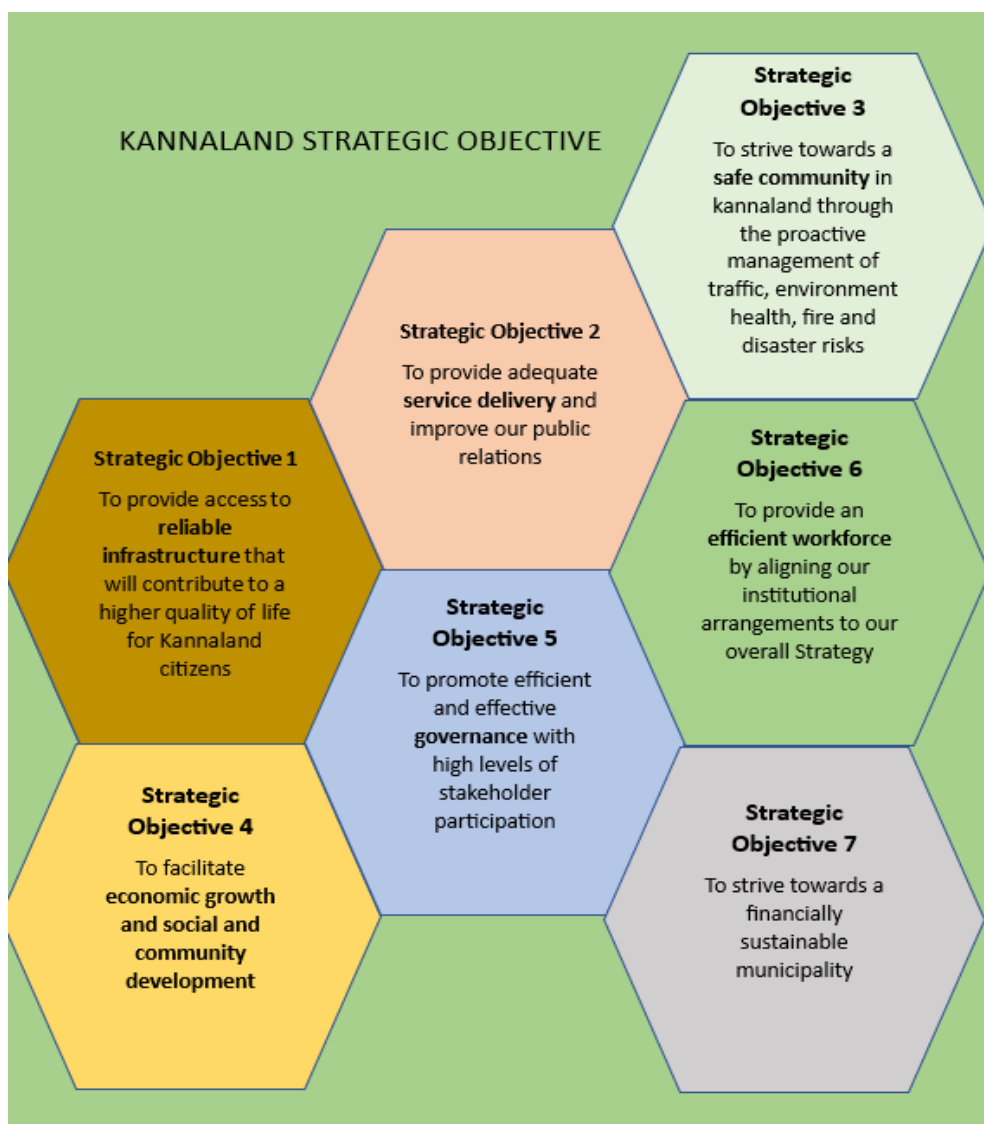 KANNALAND STRATEGIC OBJECTIVE
Strategic Objective 1
To provide access to
reliable
infrastructure that
will contribute to a
higher quality of life
for Kannaland
citizens
Strategic Objective 2
To provide adequate
service delivery and
improve our public
relations
Strategic
Objective 3
To strive towards a
safe community in
kannaland through
the proactive
management of
traffic, environment
health, fire and
disaster risks
Strategic
Objective 4
To facilitate
economic growth
and social and
community
development
Strategic
Objective 5
To promote efficient
and effective
governance with
high levels of
stakeholder
participation
Strategic
Objective 6
To provide an
efficient workforce
by aligning our
institutional
arrangements to our
overall Strategy
Strategic
Objective 7
To strive towards a
financially
sustainable
municipality